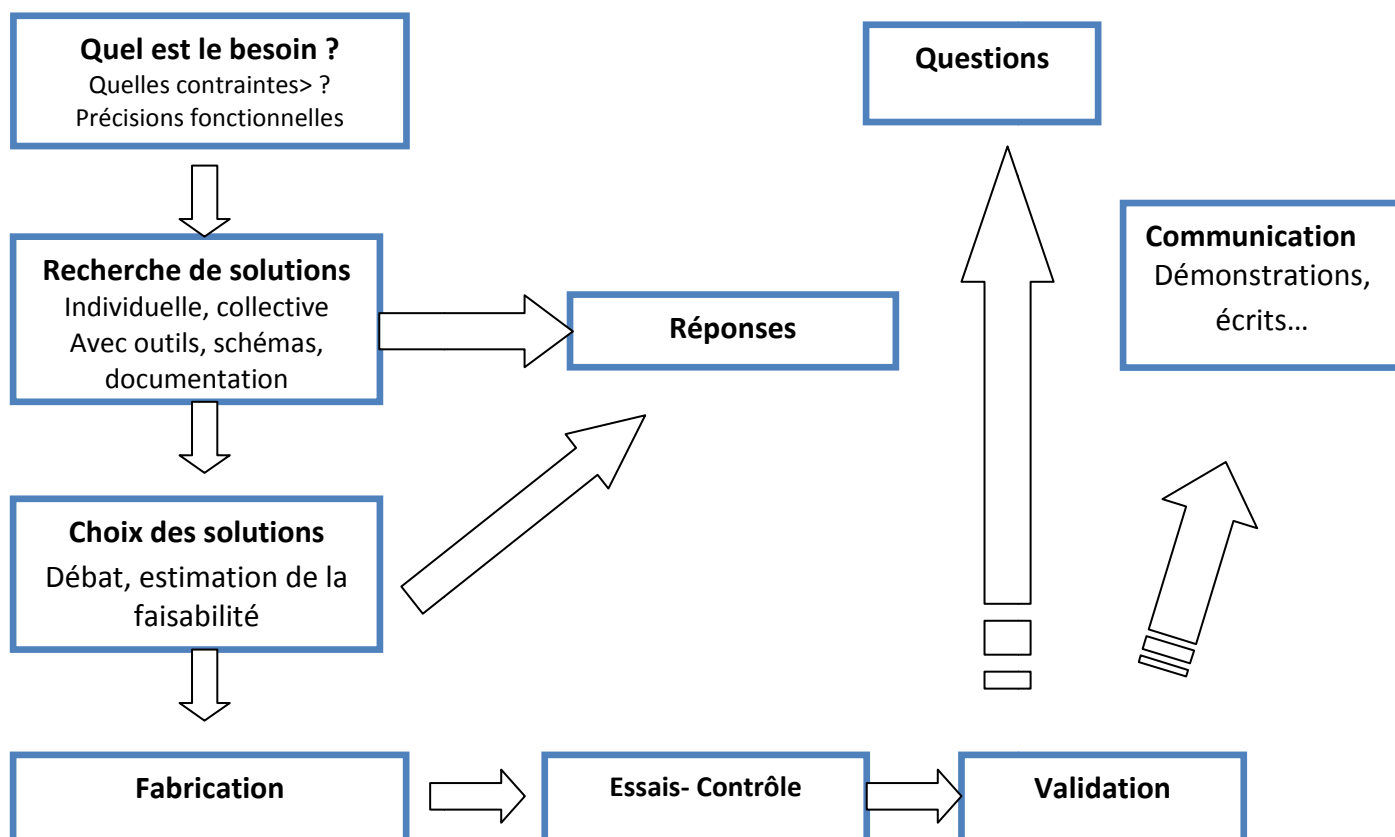 Quel est le besoin ?
Quelles contraintes> ?
Précisions fonctionnelles
Questions
Recherche de solutions
Individuelle, collective
Avec outils, schémas,
documentation
Réponses
Communication
Démonstrations,
écrits…
Choix des solutions
Débat, estimation de la
faisabilité
Fabrication
Essais- Contrôle
Validation